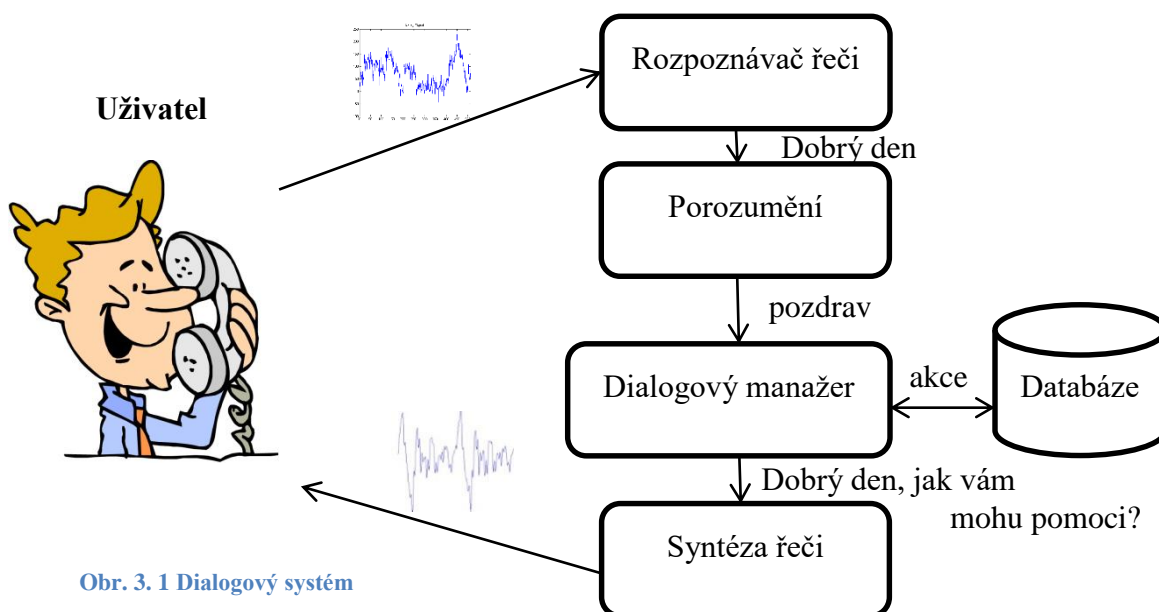 Uživatel
Rozpoznávač řeči
Dobrý den
Porozumění
pozdrav
Dialogový manažer
akce
Databáze
Dobrý den, jak vám
mohu pomoci?
Syntéza řeči
Obr. 3. 1 Dialogový systém